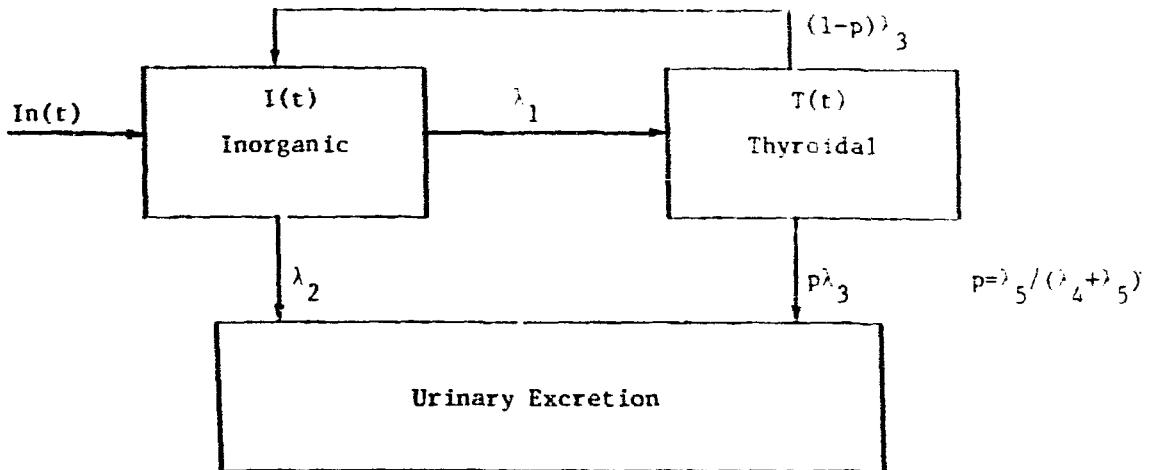 (1-p)λ₃
I(t)
Inorganic
In(t)
λ₁
T(t)
Thyroidal
λ₂
pλ₃
p=λ₅/(λ₄+λ₅)
Urinary Excretion